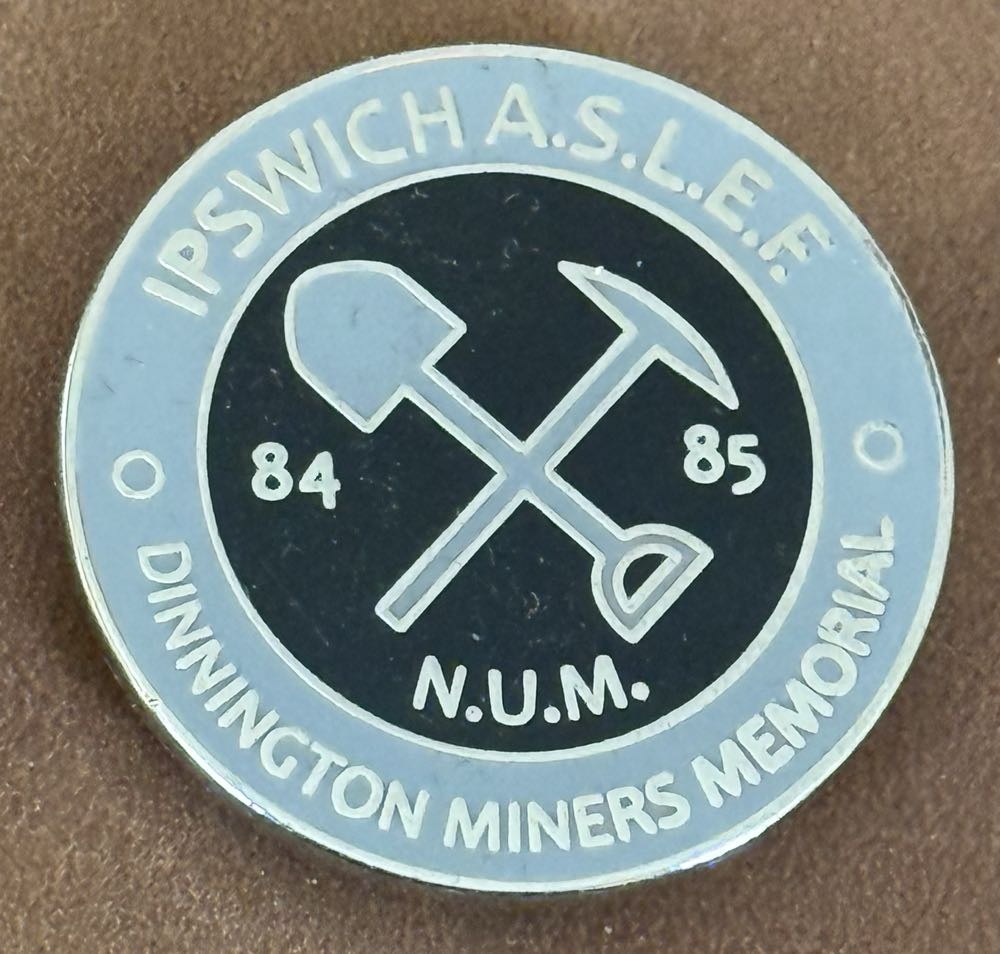 IPSWICH A.S.L.E.F.
84
85
N.U.M.
DINNINGTON MINERS MEMORIAL